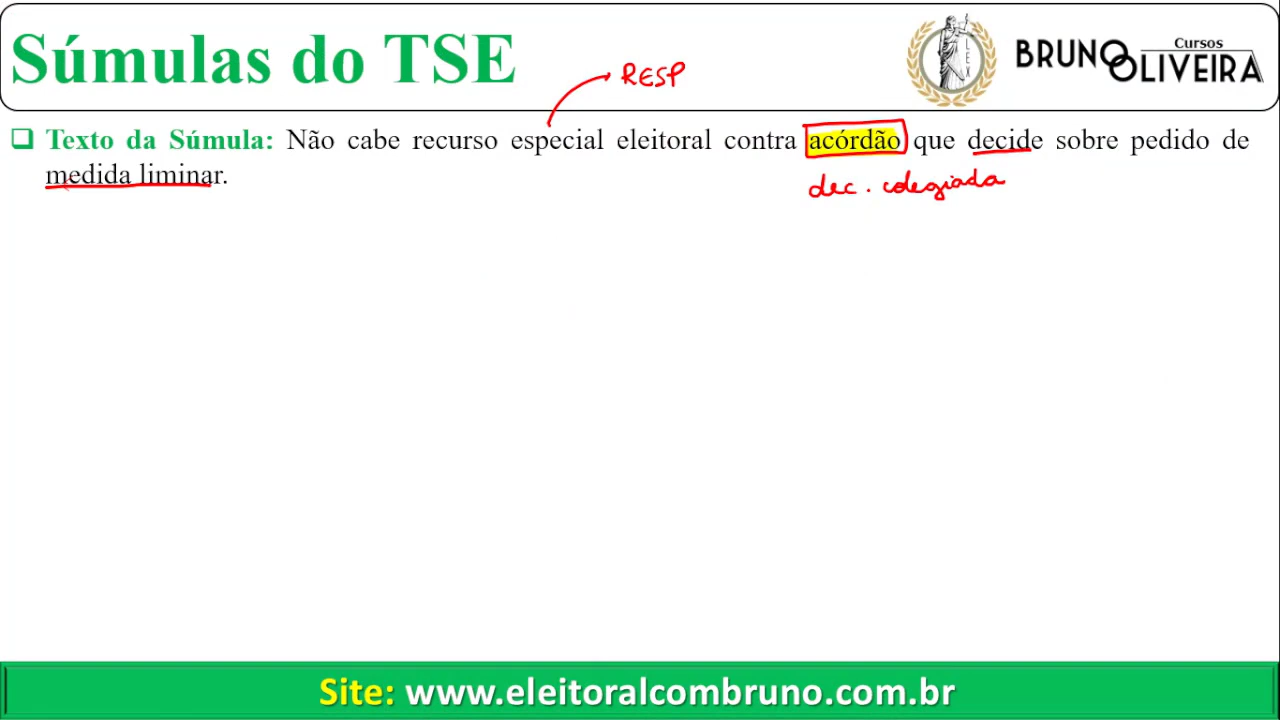 Súmulas do TSE
LEX
Cursos
BRUNO OLIVEIRA
RESP
Texto da Súmula: Não cabe recurso especial eleitoral contra acórdão que decide sobre pedido de
medida liminar.
dec. colegiada
Site: www.eleitoralcombruno.com.br